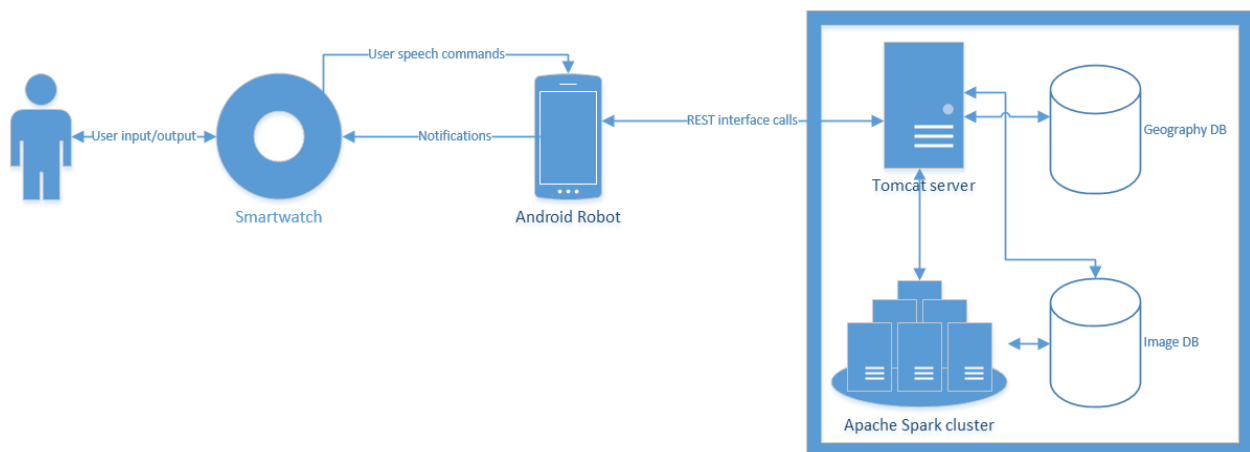 User speech commands
User input/output
Notifications
REST interface calls
Geography DB
Tomcat server
Smartwatch
Android Robot
Image DB
Apache Spark cluster